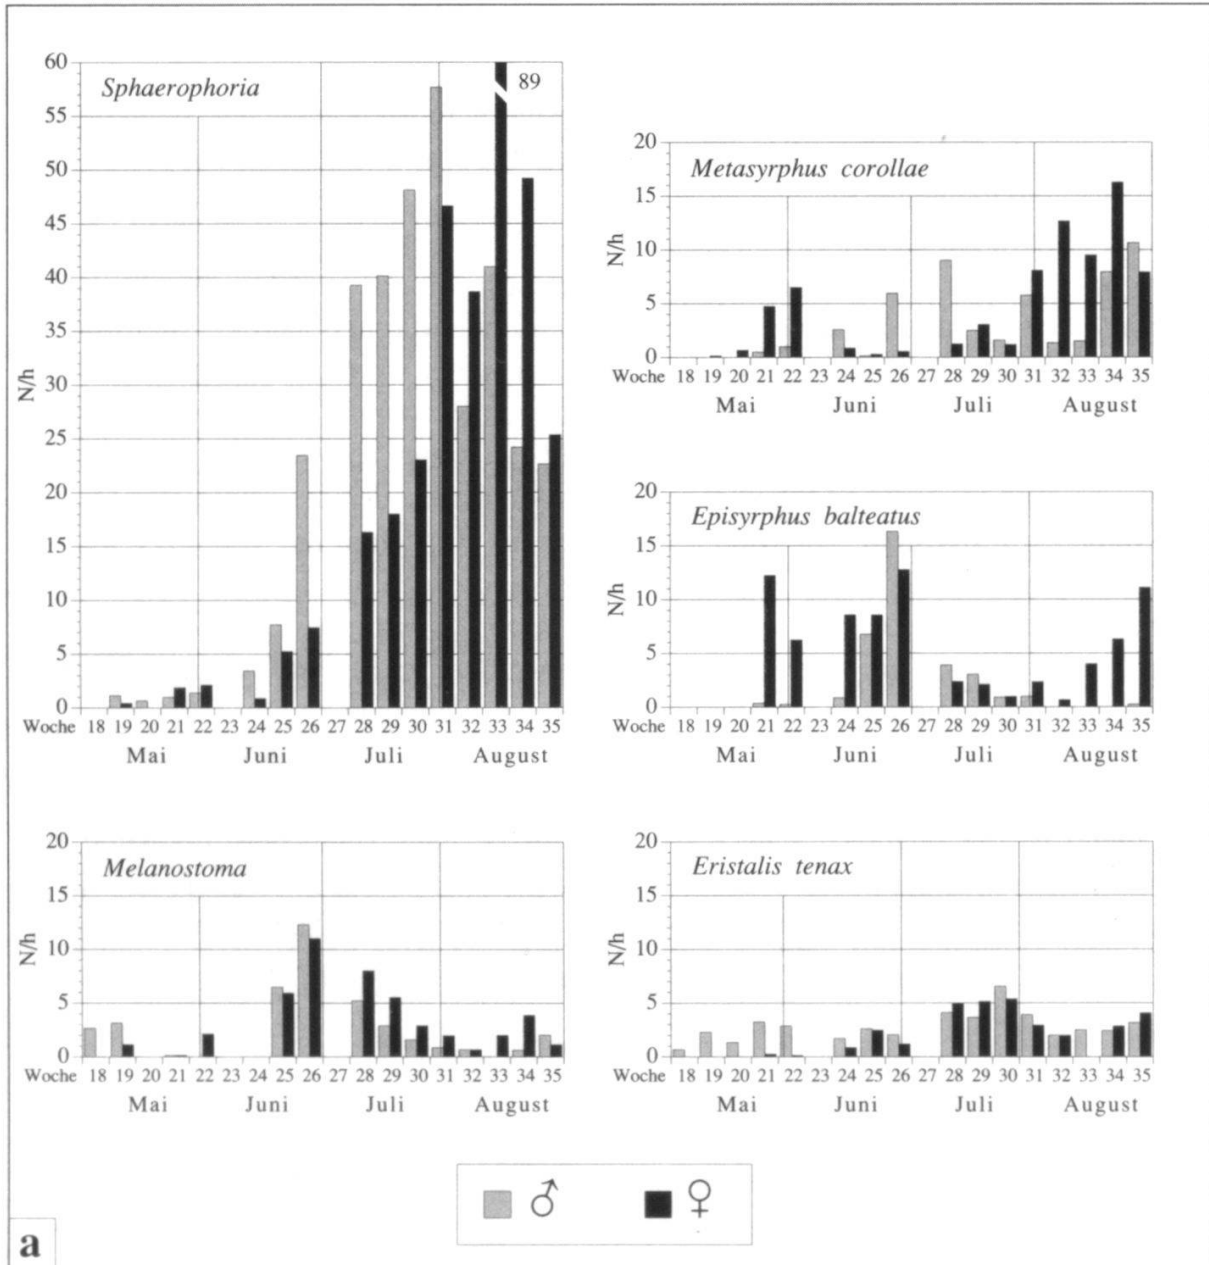 Sphaerophoria
89
60
55
50
45
40
35
30
25
20
15
10
5
0
N/h
Woche 18 19 20 21 22 23 24 25 26 27 28 29 30 31 32 33 34 35
Mai Juni Juli August
Metasyrphus corollae
20
15
10
5
0
N/h
Woche 18 19 20 21 22 23 24 25 26 27 28 29 30 31 32 33 34 35
Mai Juni Juli August
Episyrphus balteatus
20
15
10
5
0
N/h
Woche 18 19 20 21 22 23 24 25 26 27 28 29 30 31 32 33 34 35
Mai Juni Juli August
Melanostoma
20
15
10
5
0
N/h
Woche 18 19 20 21 22 23 24 25 26 27 28 29 30 31 32 33 34 35
Mai Juni Juli August
Eristalis tenax
20
15
10
5
0
N/h
Woche 18 19 20 21 22 23 24 25 26 27 28 29 30 31 32 33 34 35
Mai Juni Juli August
♂ ♀
a